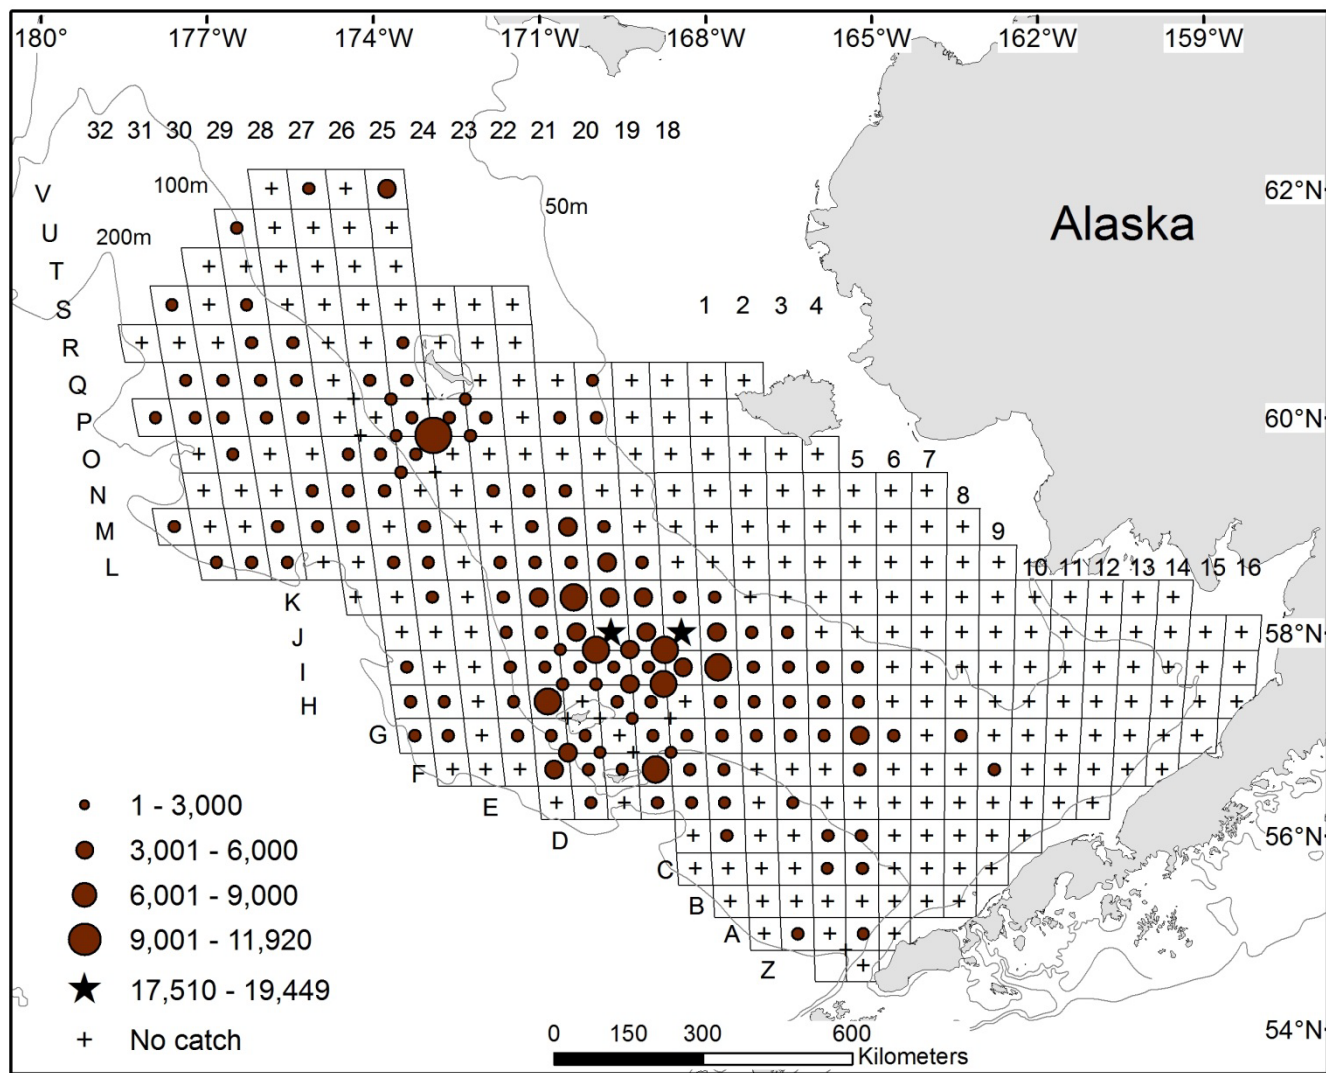 180° 177°W 174°W 171°W 168°W 165°W 162°W 159°W
32 31 30 29 28 27 26 25 24 23 22 21 20 19 18
V 100m 62°N
50m
U 200m Alaska
T
S 1 2 3 4
R
Q
P 60°N
O 5 6 7
N 8
M 9
L 10 11 12 13 14 15 16
K
J 58°N
I
H
G
F
E
D 56°N
C
B
A
Z
54°N
1 - 3,000
3,001 - 6,000
6,001 - 9,000
9,001 - 11,920
17,510 - 19,449
No catch
0 150 300 600
Kilometers